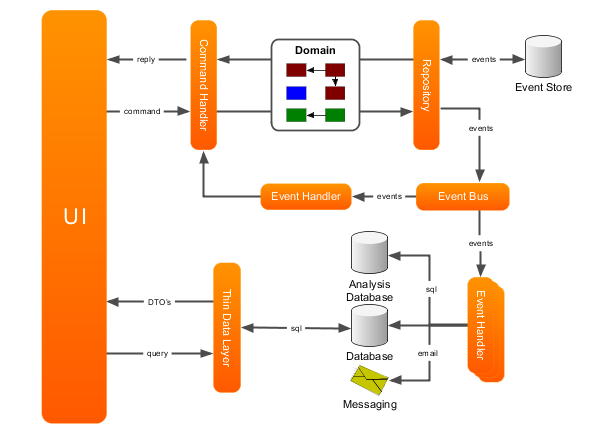 UI
reply
command
Command Handler
Domain
Repository
events
Event Store
events
Event Handler
events
Event Bus
events
Analysis
Database
sql
Event Handler
DTO's
query
Thin Data Layer
sql
Database
email
Messaging